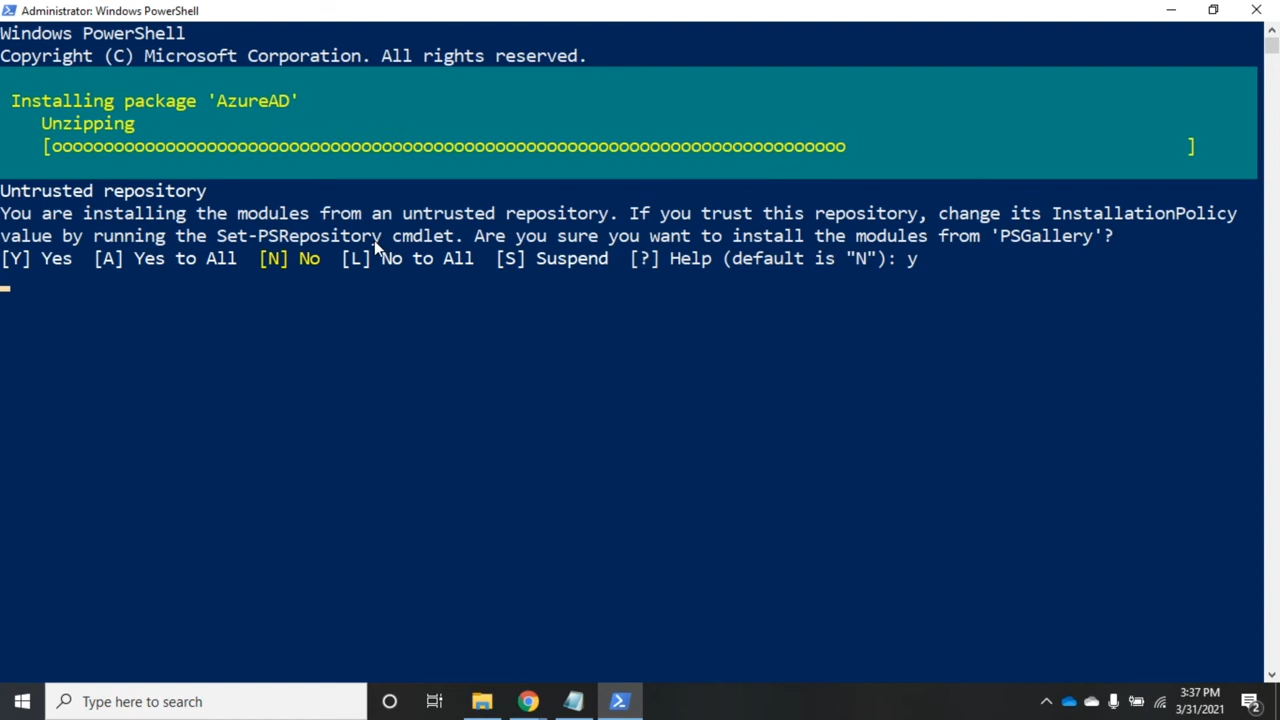 Administrator: Windows PowerShell
Windows PowerShell
Copyright (C) Microsoft Corporation. All rights reserved.
Installing package 'AzureAD'
Unzipping
[ooooooooooooooooooooooooooooooooooooooooooooooooooooooooooooooooooooooooooooo ]
Untrusted repository
You are installing the modules from an untrusted repository. If you trust this repository, change its InstallationPolicy
value by running the Set-PSRepository cmdlet. Are you sure you want to install the modules from 'PSGallery'?
[Y] Yes [A] Yes to All [N] No [L] No to All [S] Suspend [?] Help (default is "N"): y
Type here to search
3:37 PM
3/31/2021
2